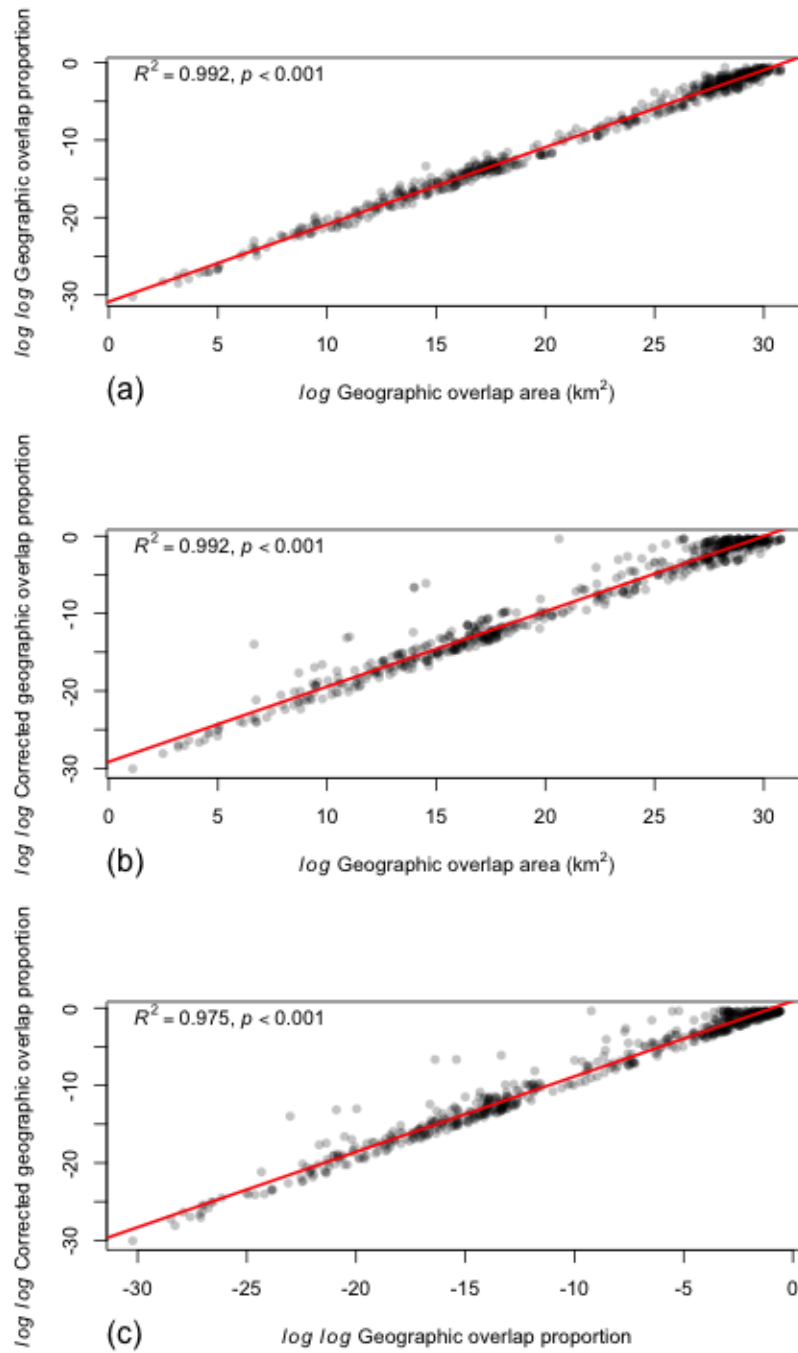 log log Geographic overlap proportion
0
-10
-20
-30
R² = 0.992, p < 0.001
0 5 10 15 20 25 30
(a) log Geographic overlap area (km²)
log log Corrected geographic overlap proportion
0
-10
-20
-30
R² = 0.992, p < 0.001
0 5 10 15 20 25 30
(b) log Geographic overlap area (km²)
log log Corrected geographic overlap proportion
0
-10
-20
-30
R² = 0.975, p < 0.001
-30 -25 -20 -15 -10 -5 0
(c) log log Geographic overlap proportion